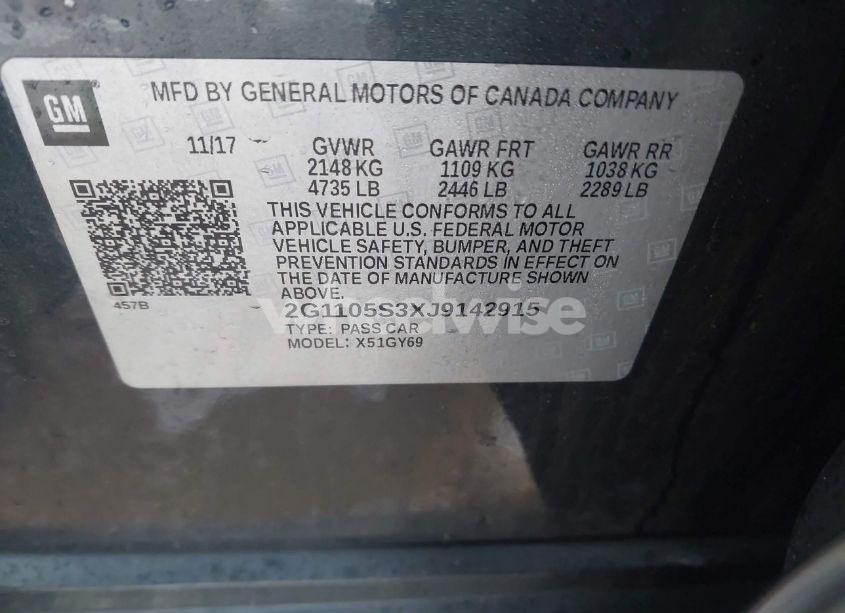 GM
MFD BY GENERAL MOTORS OF CANADA COMPANY
11/17 GVWR GAWR FRT GAWR RR
2148 KG 1109 KG 1038 KG
4735 LB 2446 LB 2289 LB
THIS VEHICLE CONFORMS TO ALL
APPLICABLE U.S. FEDERAL MOTOR
VEHICLE SAFETY, BUMPER, AND THEFT
PREVENTION STANDARDS IN EFFECT ON
THE DATE OF MANUFACTURE SHOWN
ABOVE.
457B
2G1105S3XJ9142915
TYPE: PASS CAR
MODEL: X51GY69